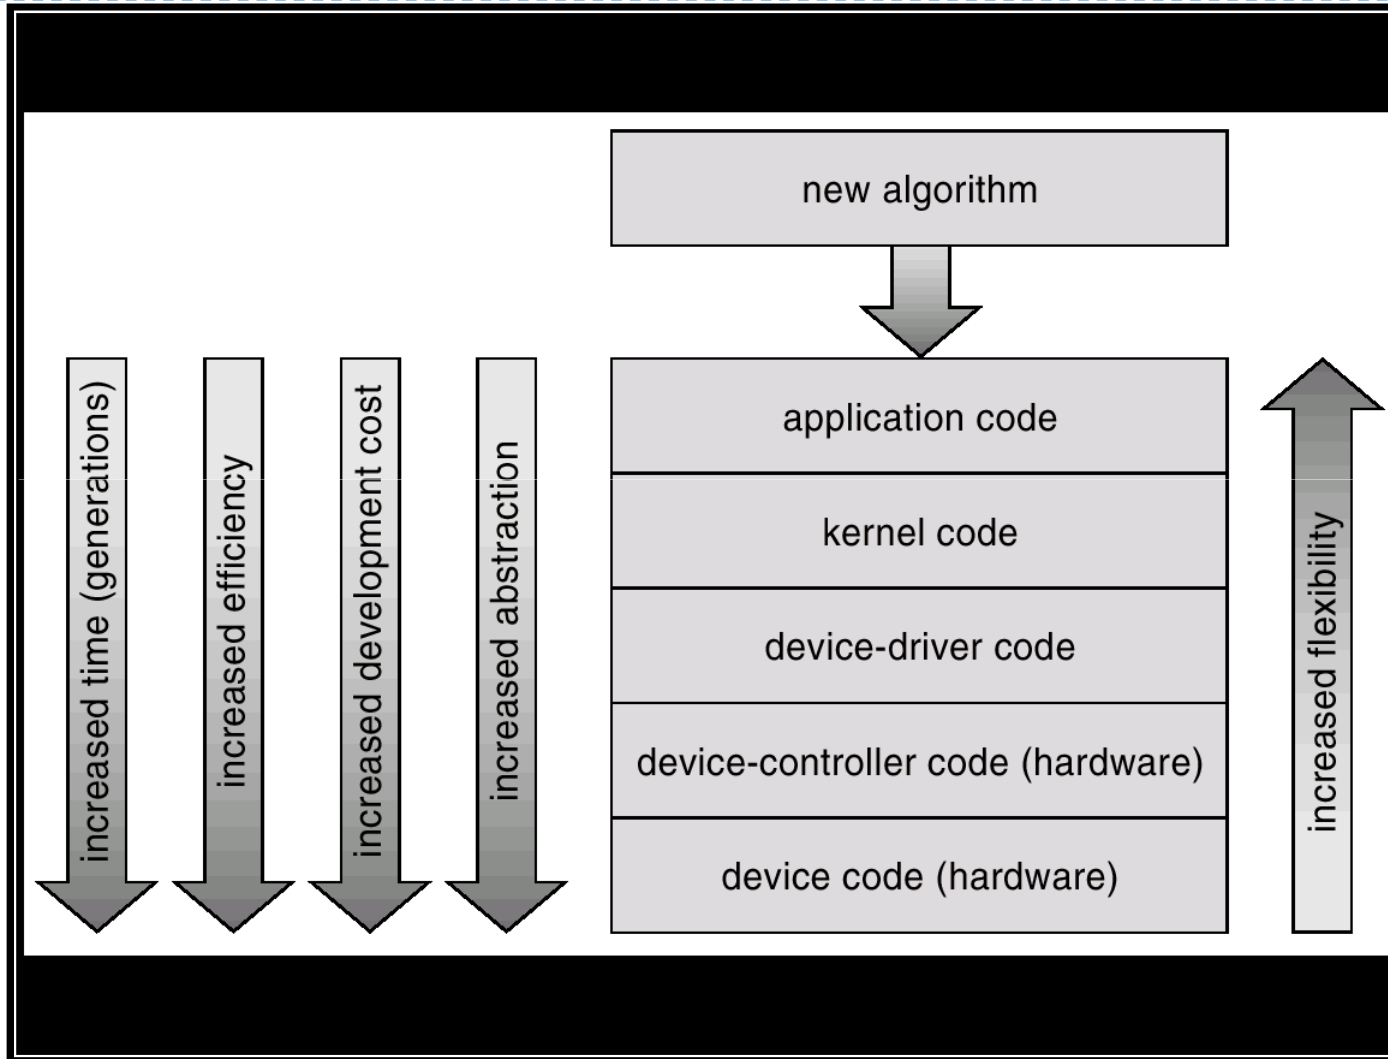 new algorithm
increased time (generations)
increased efficiency
increased development cost
increased abstraction
application code
kernel code
device-driver code
device-controller code (hardware)
device code (hardware)
increased flexibility